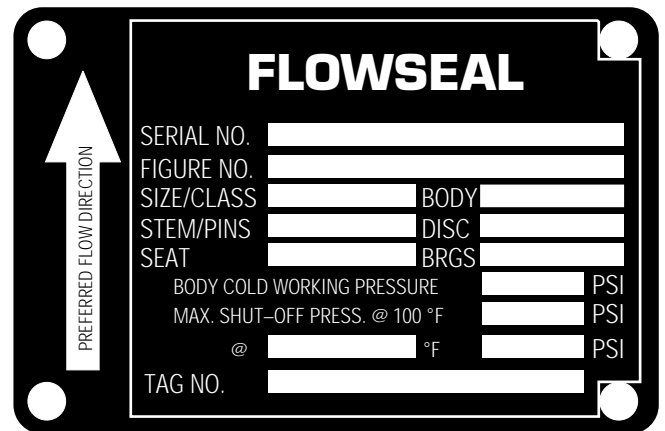 FLOWSEAL
SERIAL NO.
FIGURE NO.
SIZE/CLASS BODY
STEM/PINS DISC
SEAT BRGS
BODY COLD WORKING PRESSURE PSI
MAX. SHUT–OFF PRESS. @ 100 °F PSI
@ °F PSI
TAG NO.
PREFERRED FLOW DIRECTION